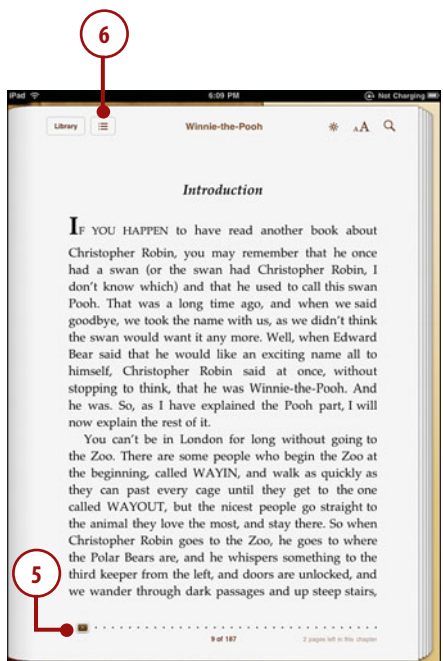 6
iPad 6:09 PM Not Charging
Library Winnie-the-Pooh AA
Introduction
IF YOU HAPPEN to have read another book about
Christopher Robin, you may remember that he once
had a swan (or the swan had Christopher Robin, I
don't know which) and that he used to call this swan
Pooh. That was a long time ago, and when we said
goodbye, we took the name with us, as we didn't think
the swan would want it any more. Well, when Edward
Bear said that he would like an exciting name all to
himself, Christopher Robin said at once, without
stopping to think, that he was Winnie-the-Pooh. And
he was. So, as I have explained the Pooh part, I will
now explain the rest of it.
You can't be in London for long without going to
the Zoo. There are some people who begin the Zoo at
the beginning, called WAYIN, and walk as quickly as
they can past every cage until they get to the one
called WAYOUT, but the nicest people go straight to
the animal they love the most, and stay there. So when
Christopher Robin goes to the Zoo, he goes to where
the Polar Bears are, and he whispers something to the
third keeper from the left, and doors are unlocked, and
we wander through dark passages and up steep stairs,
5
9 of 187 2 pages left in this chapter